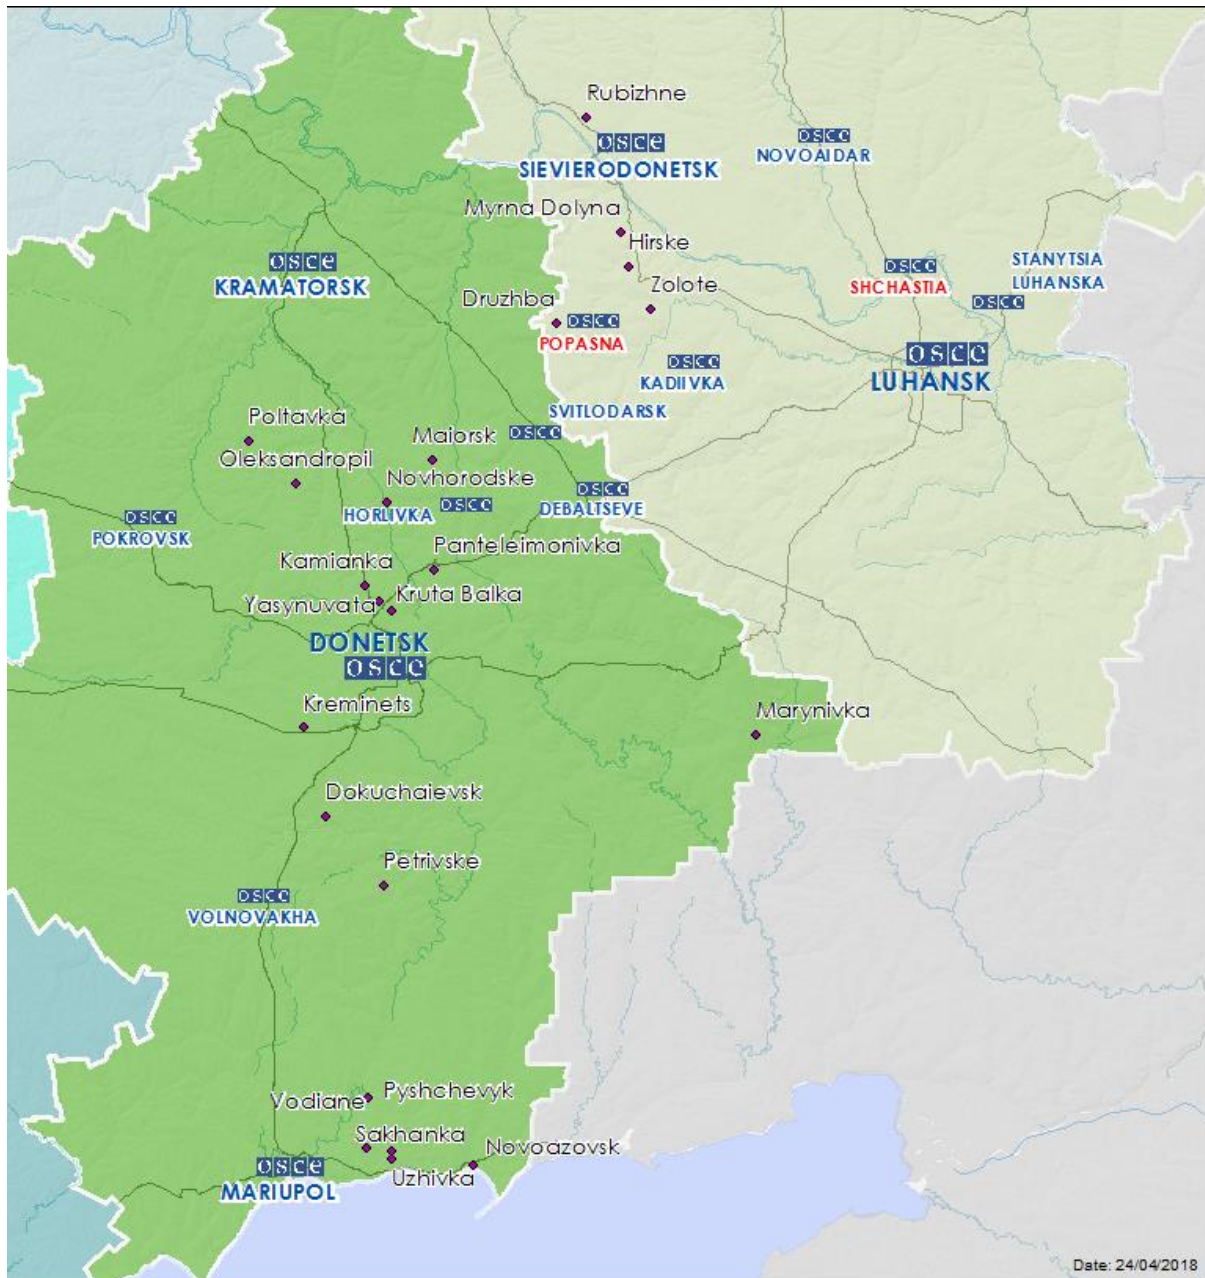 Rubizhne
osce
SIEVIERODONETSK
osce
NOVOAIDAR
Myrna Dolyna
Hirske
osce
KRAMATORSK
Zolote
osce
SHCHASTIA
STANYTSIA
LUHANSKA
osce
Druzhba
osce
POPASNA
osce
KADIIVKA
osce
LUHANSK
SVITLODARSK
osce
Poltavka
Maiorsk
Oleksandropil
Novhorodske
osce
HORLIVKA
osce
DEBALTSEVE
osce
POKROVSK
Panteleimonivka
Kamianka
Yasynuvata
Kruta Balka
DONETSK
osce
Kreminets
Marynivka
Dokuchaievsk
Petrivske
osce
VOLNOVAKHA
Pyshchevyk
Vodiane
Sakhanka
Novoazovsk
osce
Uzhivka
MARIUPOL
Date: 24/04/2018